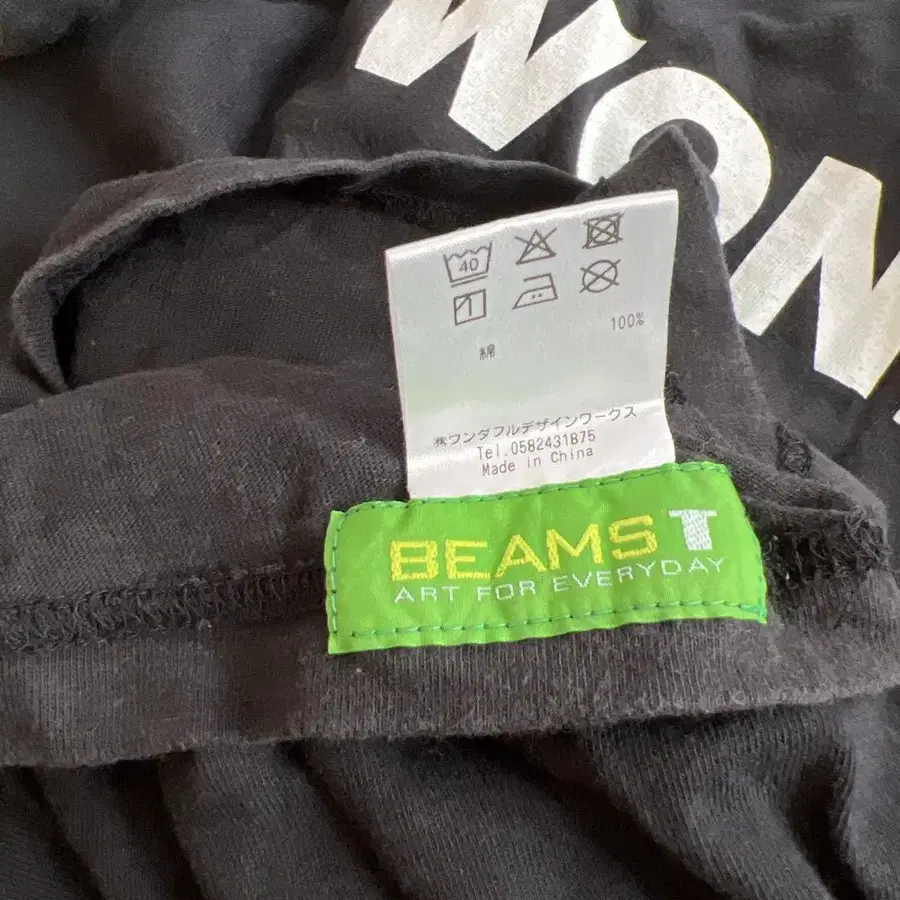 WON
40
100%
綿
㈱ワンダフルデザインワークス
Tel.0582431875
Made in China
BEAMS T
ART FOR EVERYDAY